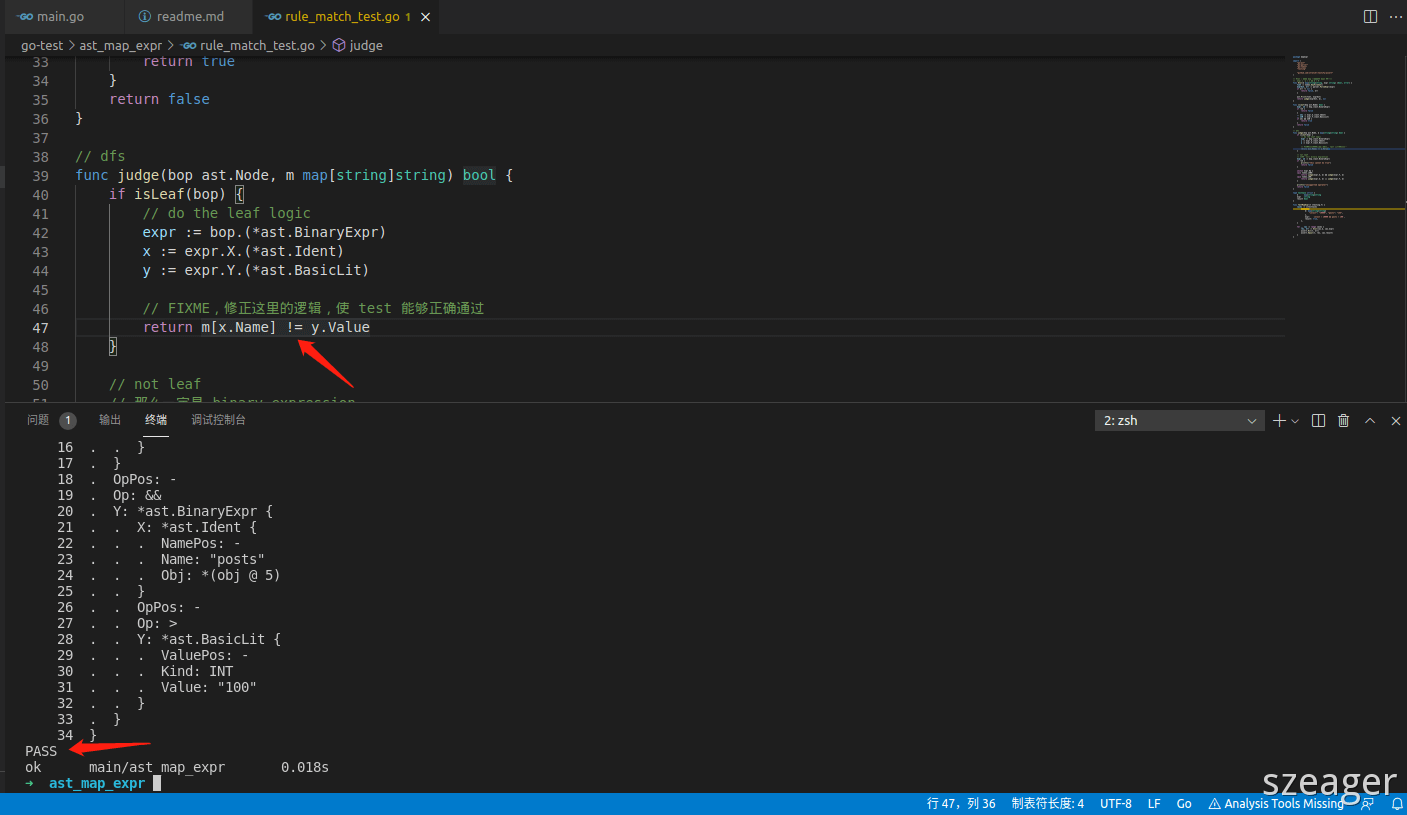 main.go readme.md rule_match_test.go 1
go-test > ast_map_expr > rule_match_test.go > judge
33 return true
34 }
35 return false
36 }
37
38 // dfs
39 func judge(bop ast.Node, m map[string]string) bool {
40 if isLeaf(bop) {
41 // do the leaf logic
42 expr := bop.(*ast.BinaryExpr)
43 x := expr.X.(*ast.Ident)
44 y := expr.Y.(*ast.BasicLit)
45
46 // FIXME，修正这里的逻辑，使 test 能够正确通过
47 return m[x.Name] != y.Value
48 }
49
50 // not leaf
问题 1 输出 终端 调试控制台 2: zsh
16 . . }
17 . }
18 . OpPos: -
19 . Op: &&
20 . Y: *ast.BinaryExpr {
21 . . X: *ast.Ident {
22 . . . NamePos: -
23 . . . Name: "posts"
24 . . . Obj: *(obj @ 5)
25 . . }
26 . . OpPos: -
27 . . Op: >
28 . . Y: *ast.BasicLit {
29 . . . ValuePos: -
30 . . . Kind: INT
31 . . . Value: "100"
32 . . }
33 . }
34 }
PASS
ok main/ast_map_expr 0.018s
→ ast_map_expr
szeager
行 47，列 36 制表符长度: 4 UTF-8 LF Go Analysis Tools Missing